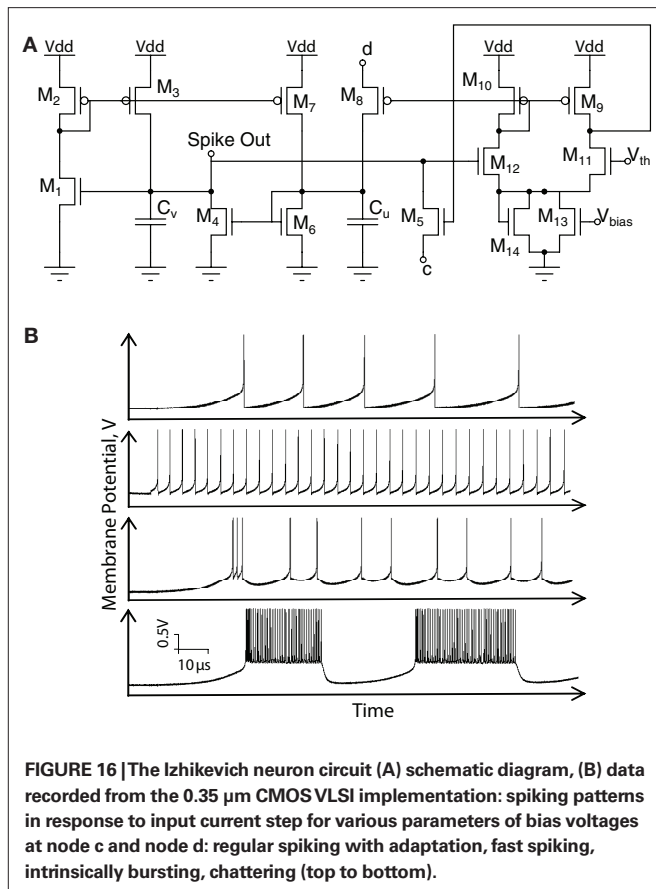 A
Vdd Vdd Vdd d Vdd Vdd
M2 M3 M7 M8 M10 M9
Spike Out
M12 M11 Vth
M1 Cv M4 M6 Cu M5 M13 Vbias
M14
c
B
Membrane Potential, V
0.5V
10 µs
Time
FIGURE 16 | The Izhikevich neuron circuit (A) schematic diagram, (B) data
recorded from the 0.35 µm CMOS VLSI implementation: spiking patterns
in response to input current step for various parameters of bias voltages
at node c and node d: regular spiking with adaptation, fast spiking,
intrinsically bursting, chattering (top to bottom).